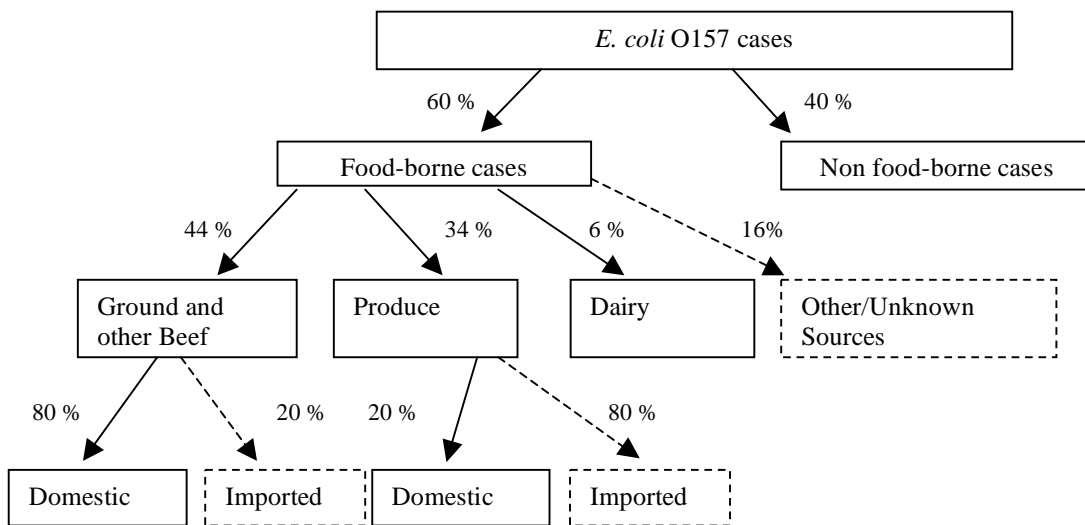 E. coli O157 cases
60 %
40 %
Food-borne cases
Non food-borne cases
44 %
34 %
6 %
16%
Ground and
other Beef
Produce
Dairy
Other/Unknown
Sources
80 %
20 %
20 %
80%
Domestic
Imported
Domestic
Imported